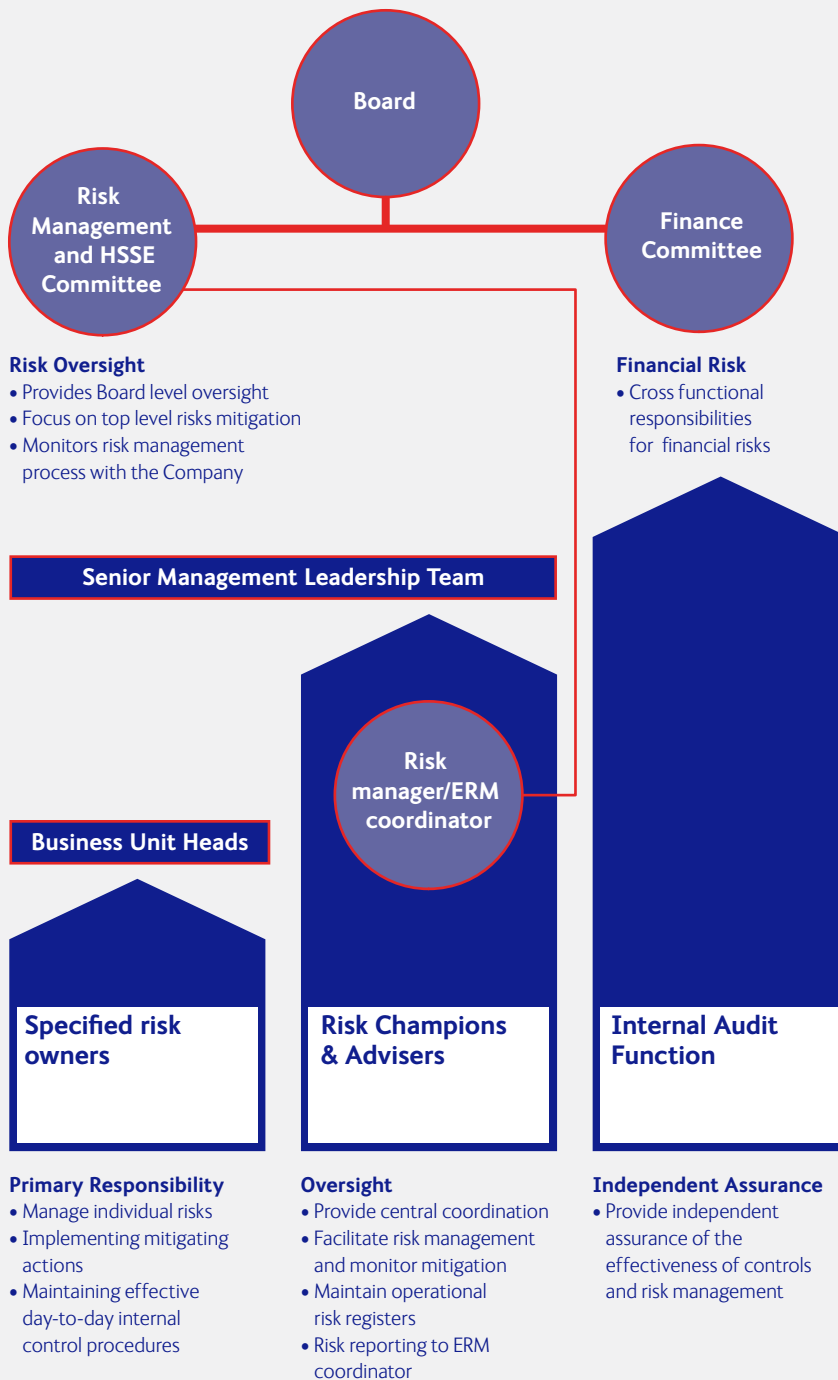 Board
Risk
Management
and HSSE
Committee
Finance
Committee
Risk Oversight
• Provides Board level oversight
• Focus on top level risks mitigation
• Monitors risk management
process with the Company
Financial Risk
• Cross functional
responsibilities
for financial risks
Senior Management Leadership Team
Risk
manager/ERM
coordinator
Business Unit Heads
Specified risk
owners
Risk Champions
& Advisers
Internal Audit
Function
Primary Responsibility
• Manage individual risks
• Implementing mitigating
actions
• Maintaining effective
day-to-day internal
control procedures
Oversight
• Provide central coordination
• Facilitate risk management
and monitor mitigation
• Maintain operational
risk registers
• Risk reporting to ERM
coordinator
Independent Assurance
• Provide independent
assurance of the
effectiveness of controls
and risk management